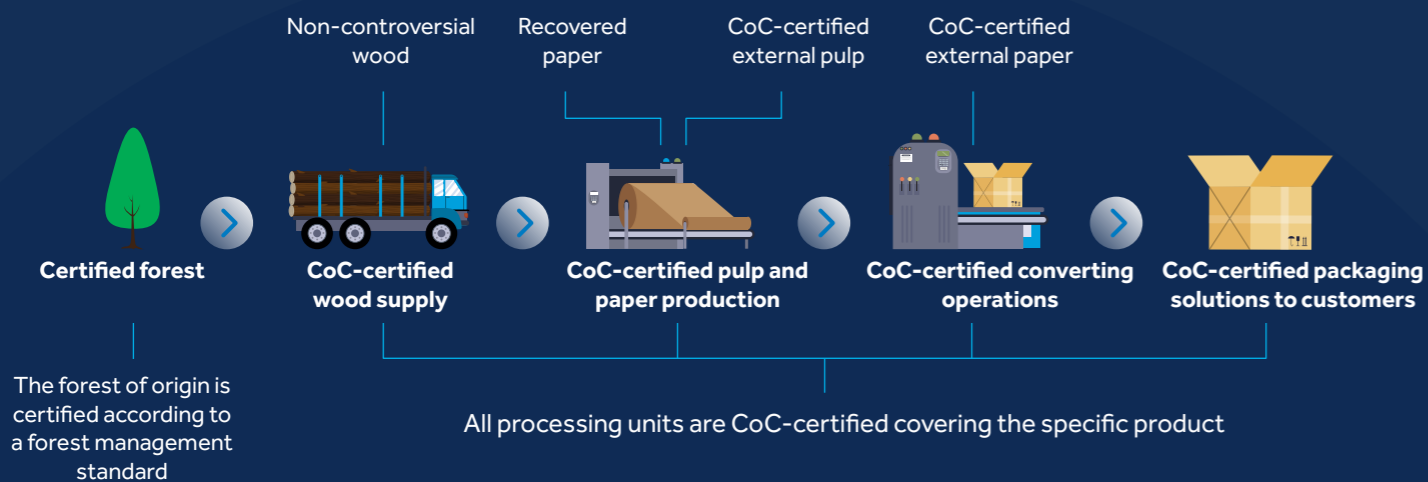 Non-controversial
wood
Recovered
paper
CoC-certified
external pulp
CoC-certified
external paper
Certified forest
CoC-certified
wood supply
CoC-certified pulp and
paper production
CoC-certified converting
operations
CoC-certified packaging
solutions to customers
The forest of origin is
certified according to
a forest management
standard
All processing units are CoC-certified covering the specific product